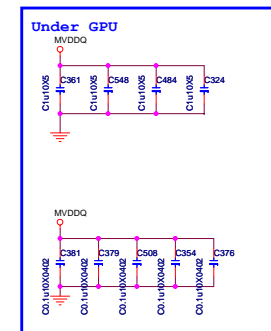 Under GPU
MVDDQ
C361
C548
C484
C324
C1u10X5
C1u10X5
C1u10X5
C1u10X5
MVDDQ
C381
C379
C508
C354
C376
C0.1u10X0402
C0.1u10X0402
C0.1u10X0402
C0.1u10X0402
C0.1u10X0402